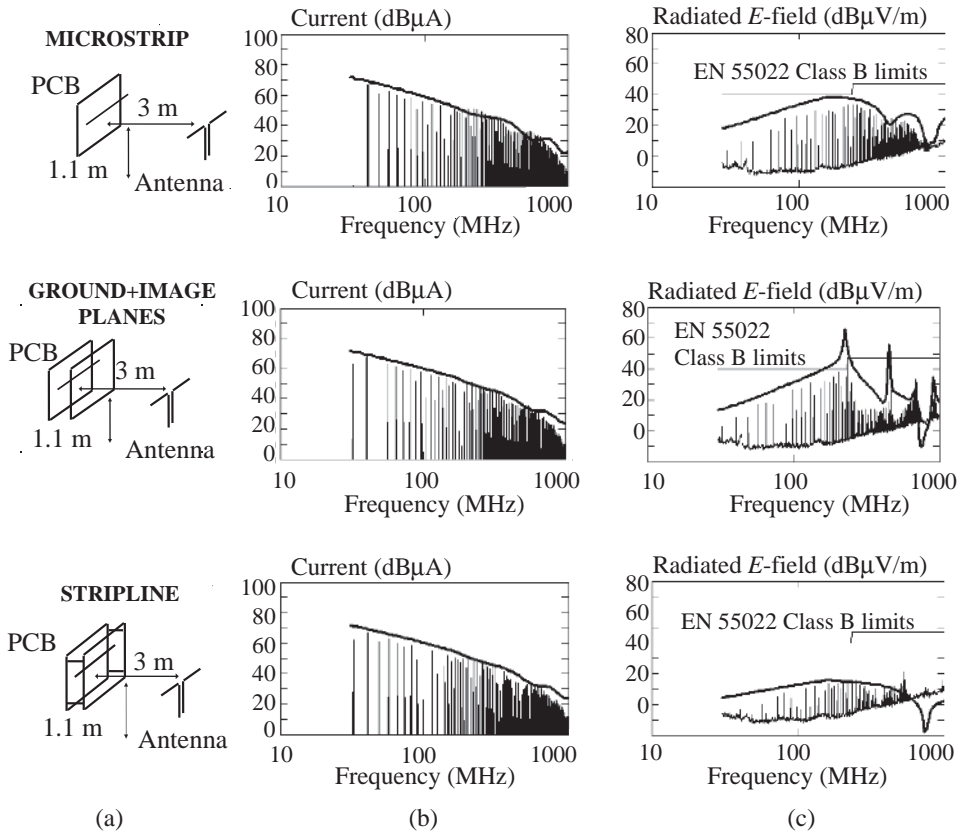 MICROSTRIP
PCB
3 m
1.1 m
Antenna
Current (dBµA)
100
80
60
40
20
0
10
100
1000
Frequency (MHz)
Radiated E-field (dBµV/m)
80
60
40
20
0
EN 55022 Class B limits
10
100
1000
Frequency (MHz)
GROUND+IMAGE
PLANES
PCB
3 m
1.1 m
Antenna
Current (dBµA)
100
80
60
40
20
0
10
100
1000
Frequency (MHz)
Radiated E-field (dBµV/m)
80
60
40
20
0
EN 55022
Class B limits
10
100
1000
Frequency (MHz)
STRIPLINE
PCB
3 m
1.1 m
Antenna
Current (dBµA)
100
80
60
40
20
0
10
100
1000
Frequency (MHz)
Radiated E-field (dBµV/m)
80
60
40
20
0
EN 55022 Class B limits
10
100
1000
Frequency (MHz)
(a)
(b)
(c)